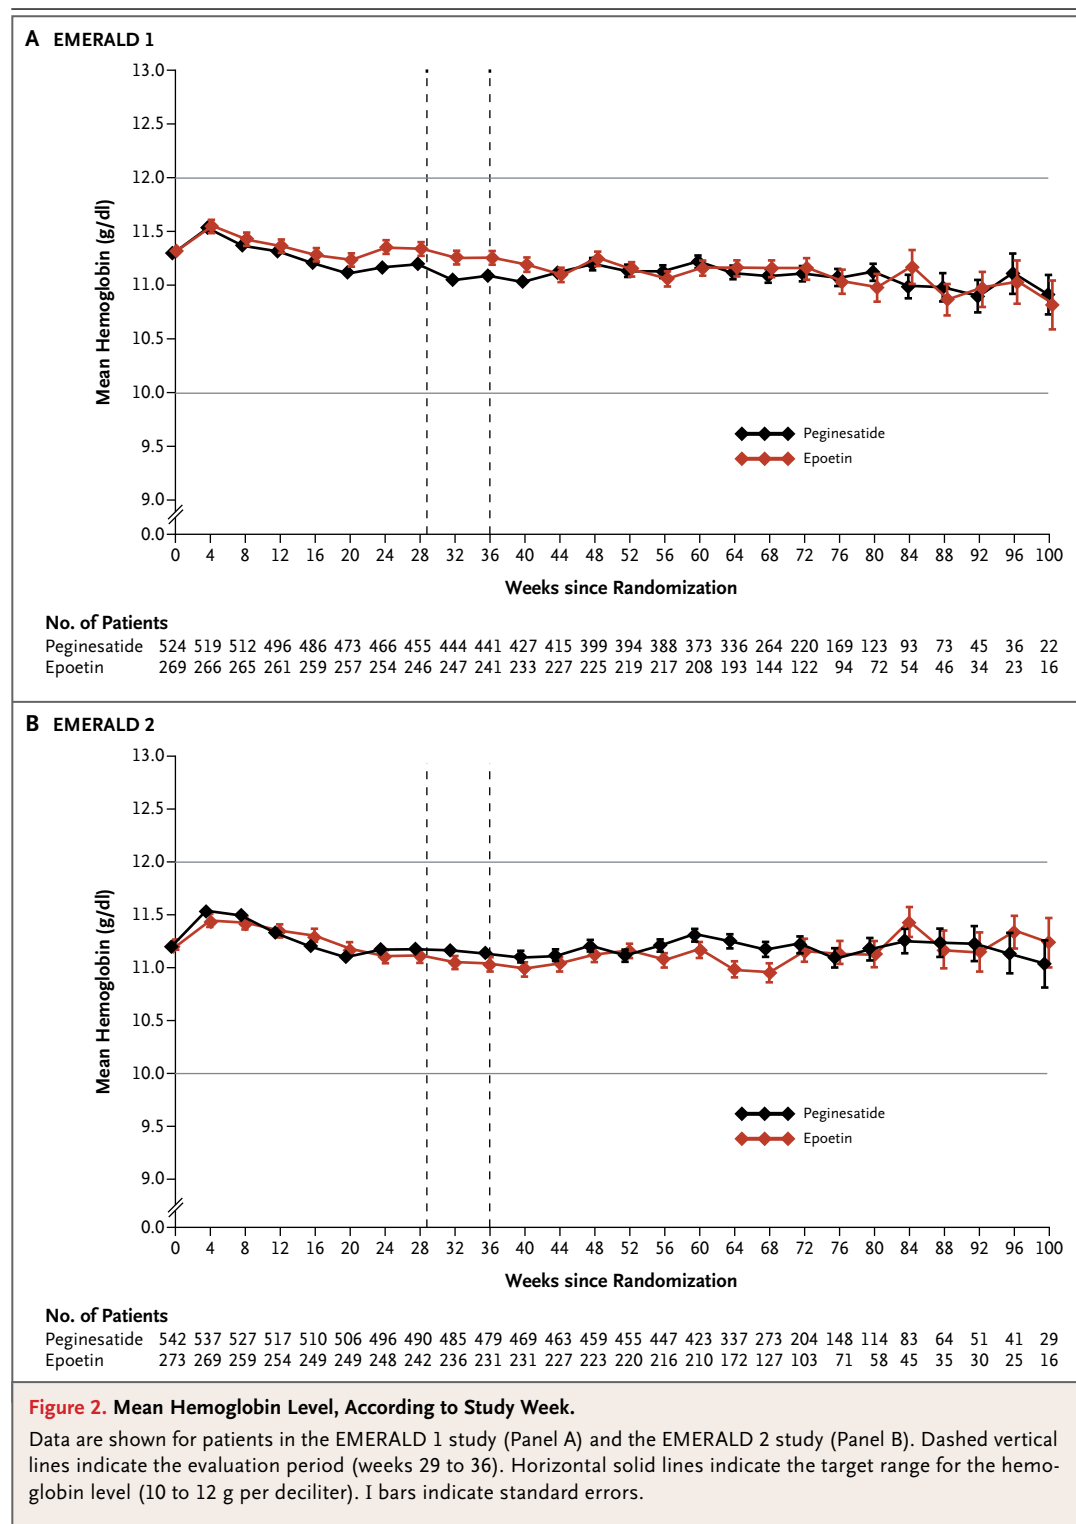 A EMERALD 1
13.0
12.5
12.0
11.5
11.0
10.5
10.0
9.5
9.0
0.0
Mean Hemoglobin (g/dl)
Peginesatide
Epoetin
0 4 8 12 16 20 24 28 32 36 40 44 48 52 56 60 64 68 72 76 80 84 88 92 96 100
Weeks since Randomization
No. of Patients
Peginesatide 524 519 512 496 486 473 466 455 444 441 427 415 399 394 388 373 336 264 220 169 123 93 73 45 36 22
Epoetin 269 266 265 261 259 257 254 246 247 241 233 227 225 219 217 208 193 144 122 94 72 54 46 34 23 16
B EMERALD 2
13.0
12.5
12.0
11.5
11.0
10.5
10.0
9.5
9.0
0.0
Mean Hemoglobin (g/dl)
Peginesatide
Epoetin
0 4 8 12 16 20 24 28 32 36 40 44 48 52 56 60 64 68 72 76 80 84 88 92 96 100
Weeks since Randomization
No. of Patients
Peginesatide 542 537 527 517 510 506 496 490 485 479 469 463 459 455 447 423 337 273 204 148 114 83 64 51 41 29
Epoetin 273 269 259 254 249 249 248 242 236 231 231 227 223 220 216 210 172 127 103 71 58 45 35 30 25 16
Figure 2. Mean Hemoglobin Level, According to Study Week.
Data are shown for patients in the EMERALD 1 study (Panel A) and the EMERALD 2 study (Panel B). Dashed vertical
lines indicate the evaluation period (weeks 29 to 36). Horizontal solid lines indicate the target range for the hemo-
globin level (10 to 12 g per deciliter). I bars indicate standard errors.